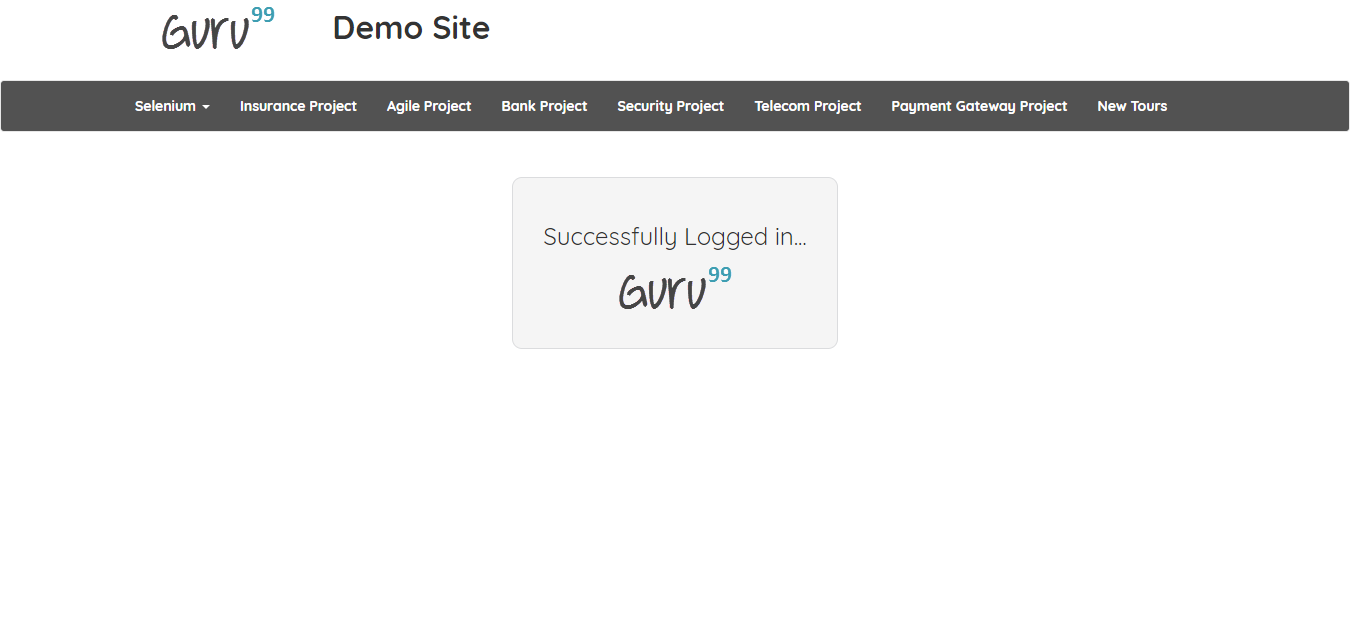 Guru99 Demo Site
Selenium Insurance Project Agile Project Bank Project Security Project Telecom Project Payment Gateway Project New Tours
Successfully Logged in...
Guru99